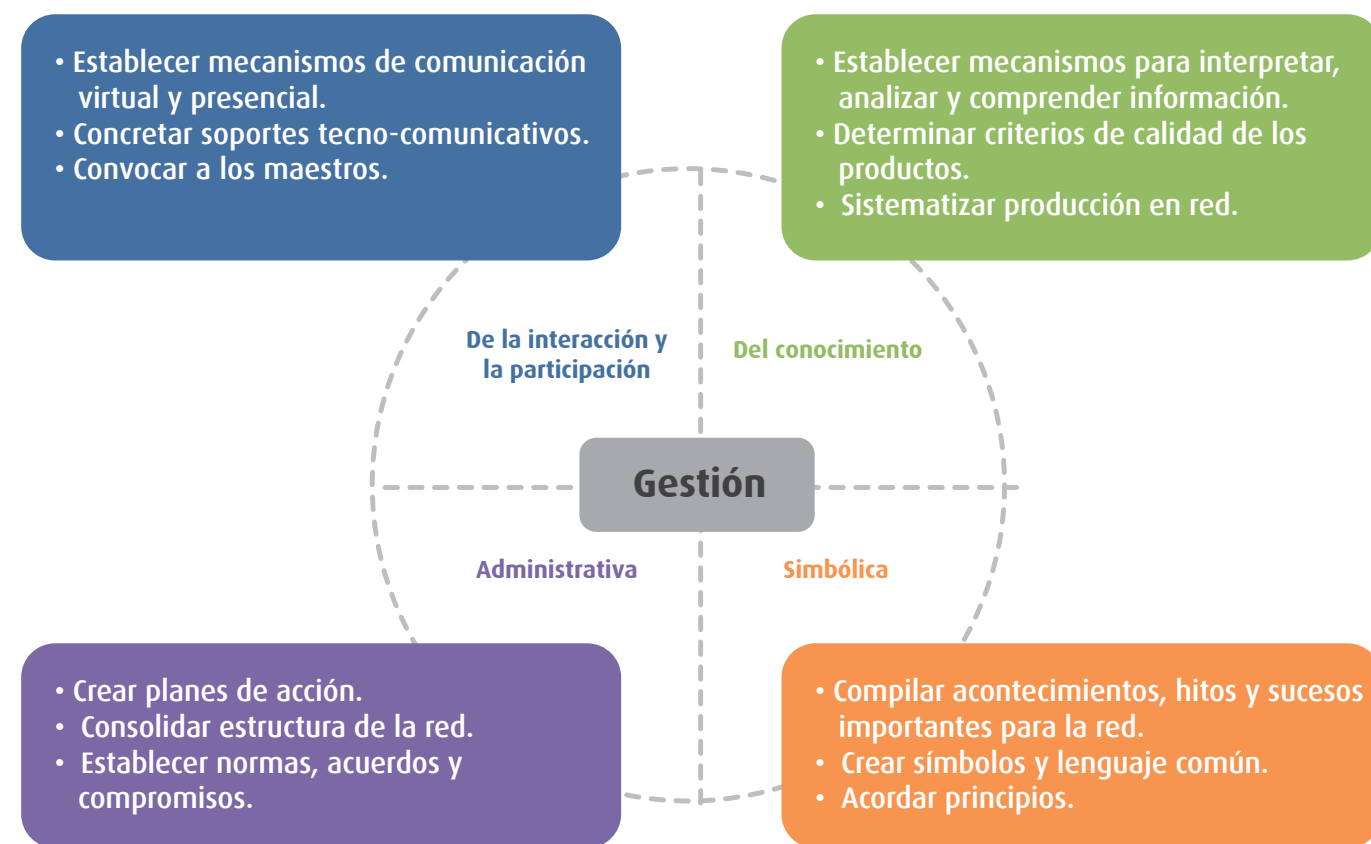 • Establecer mecanismos de comunicación
virtual y presencial.
• Concretar soportes tecno-comunicativos.
• Convocar a los maestros.
• Establecer mecanismos para interpretar,
analizar y comprender información.
• Determinar criterios de calidad de los
productos.
• Sistematizar producción en red.
De la interacción y
la participación
Del conocimiento
Gestión
Administrativa
Simbólica
• Crear planes de acción.
• Consolidar estructura de la red.
• Establecer normas, acuerdos y
compromisos.
• Compilar acontecimientos, hitos y sucesos
importantes para la red.
• Crear símbolos y lenguaje común.
• Acordar principios.